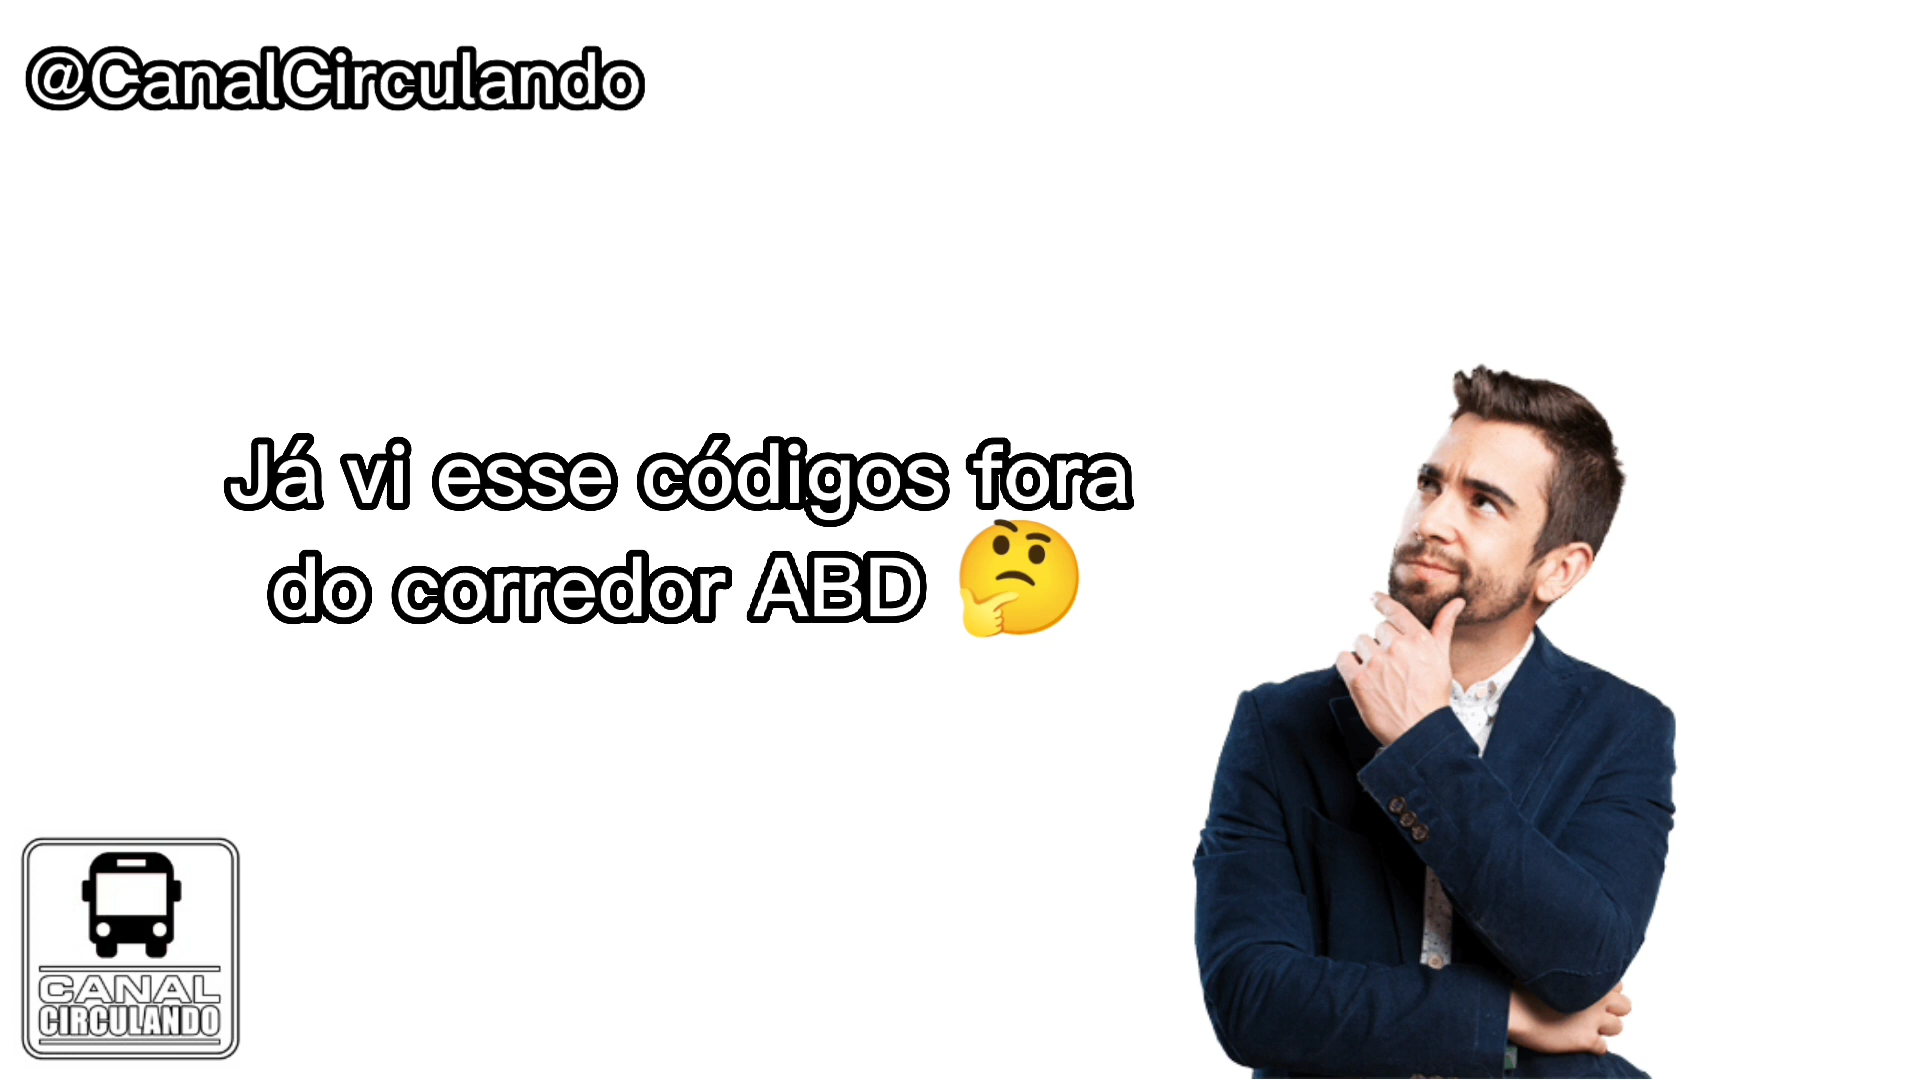 @CanalCirculando
Já vi esse códigos fora
do corredor ABD 🤔
CANAL
CIRCULANDO